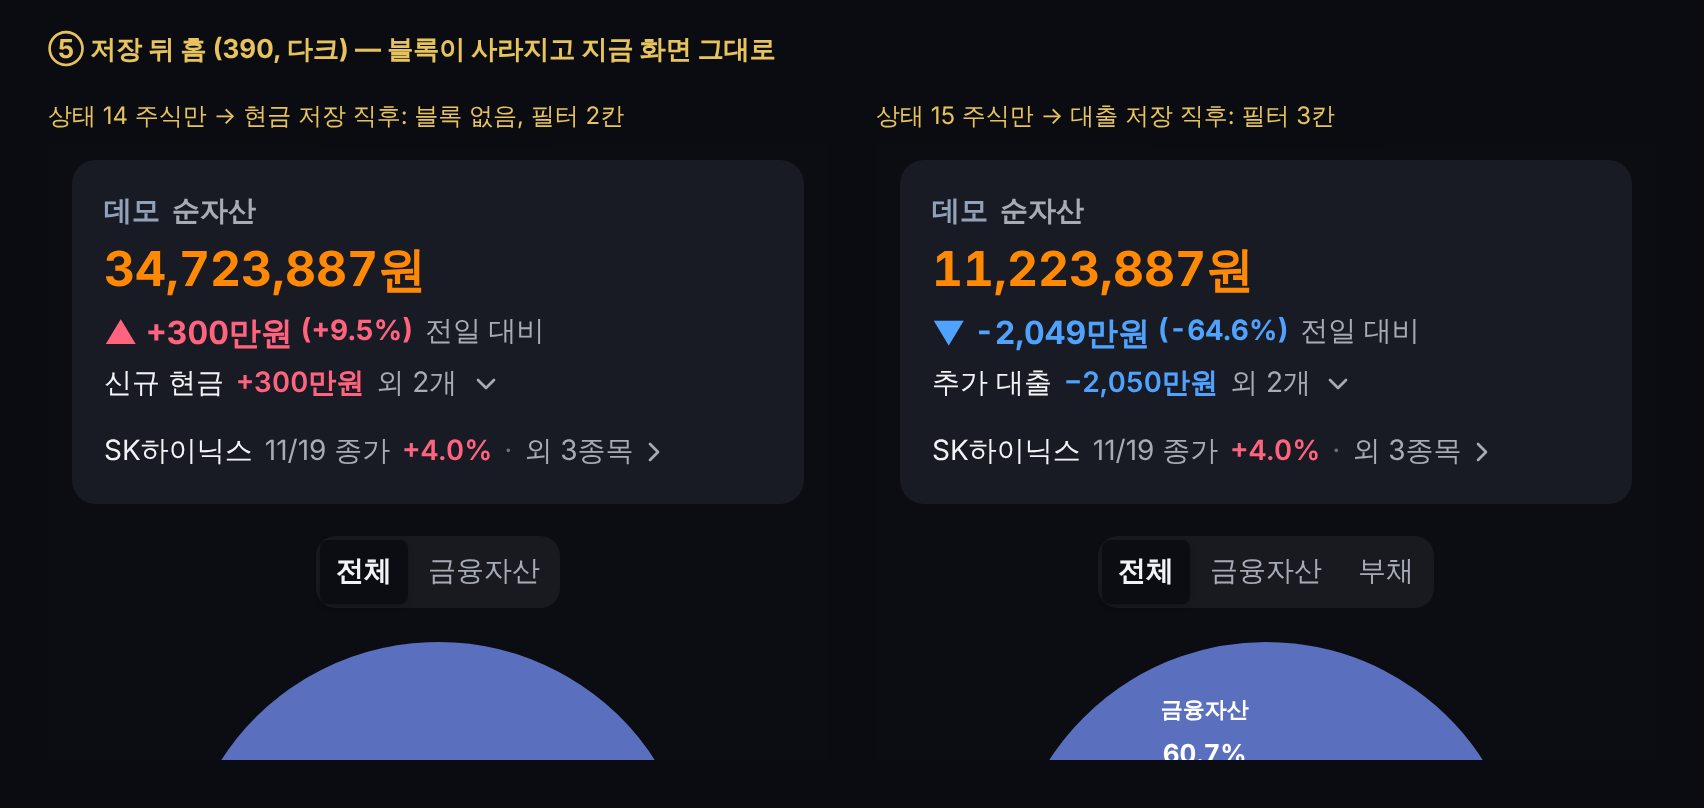 ⑤ 저장 뒤 홈 (390, 다크) — 블록이 사라지고 지금 화면 그대로
상태 14 주식만 → 현금 저장 직후: 블록 없음, 필터 2칸
데모 순자산
34,723,887원
▲ +300만원 (+9.5%) 전일 대비
신규 현금 +300만원 외 2개
SK하이닉스 11/19 종가 +4.0% · 외 3종목
전체 금융자산
상태 15 주식만 → 대출 저장 직후: 필터 3칸
데모 순자산
11,223,887원
▼ -2,049만원 (-64.6%) 전일 대비
추가 대출 −2,050만원 외 2개
SK하이닉스 11/19 종가 +4.0% · 외 3종목
전체 금융자산 부채
금융자산
60.7%